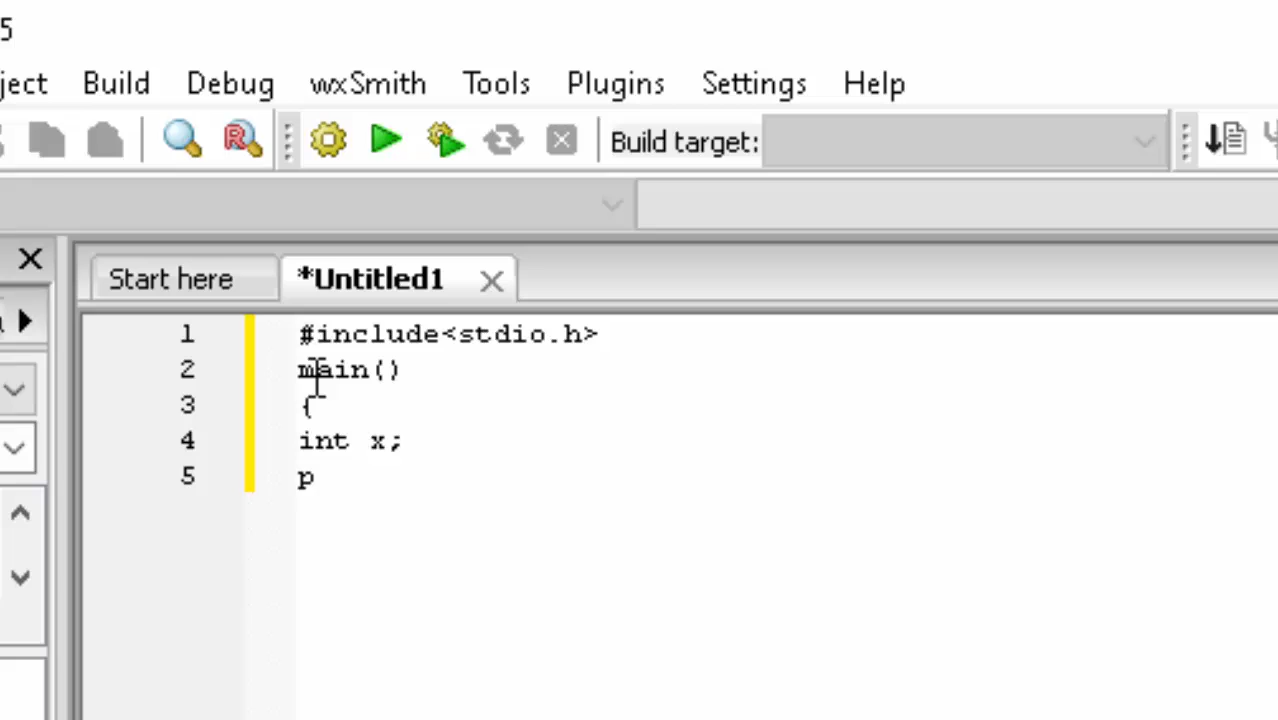 5
ject Build Debug wxSmith Tools Plugins Settings Help
Build target:
Start here *Untitled1
1 #include<stdio.h>
2 main()
3 {
4 int x;
5 p